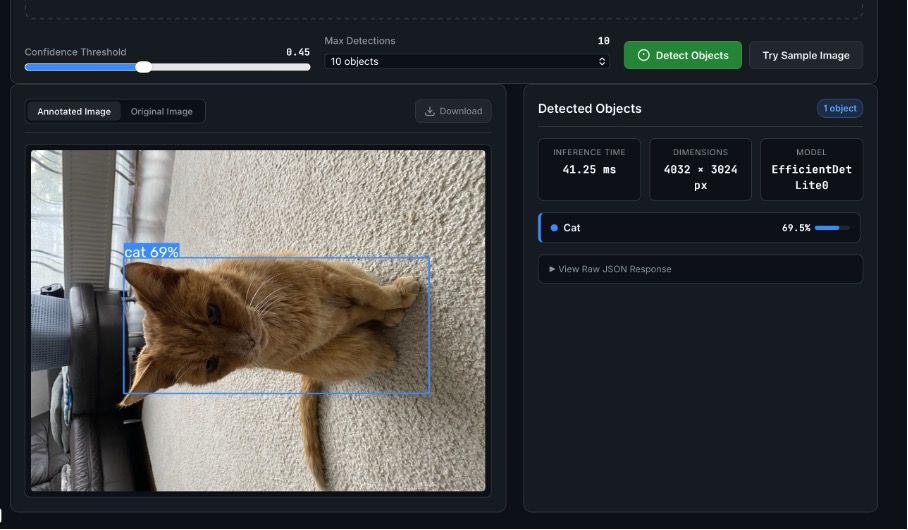 Confidence Threshold
0.45
Max Detections
10
10 objects
Detect Objects
Try Sample Image
Annotated Image
Original Image
Download
cat 69%
Detected Objects
1 object
INFERENCE TIME
41.25 ms
DIMENSIONS
4032 × 3024
px
MODEL
EfficientDet
Lite0
Cat
69.5%
▶ View Raw JSON Response